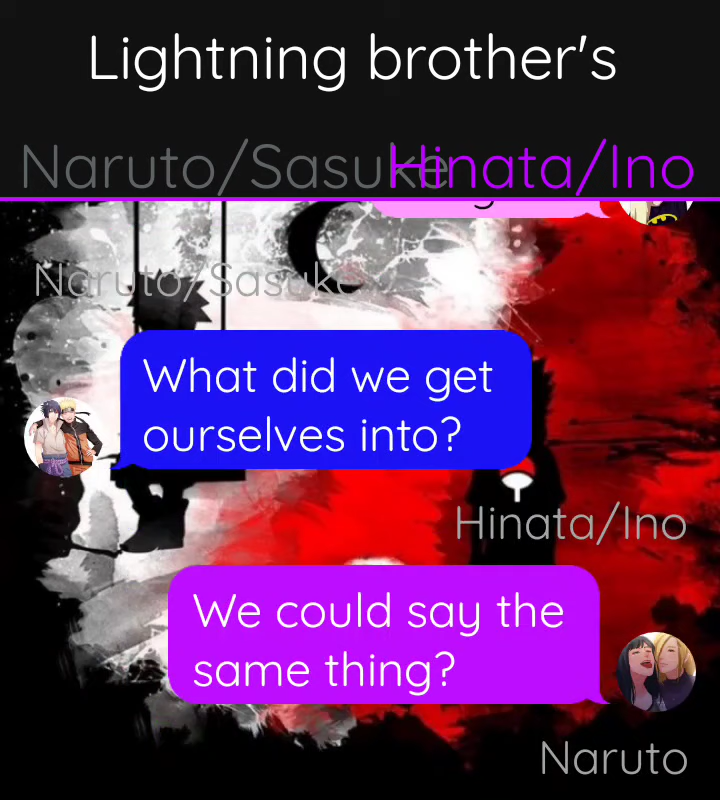 Lightning brother's
Naruto/Sasuke
Hinata/Ino
Naruto/Sasuke
What did we get
ourselves into?
Hinata/Ino
We could say the
same thing?
Naruto